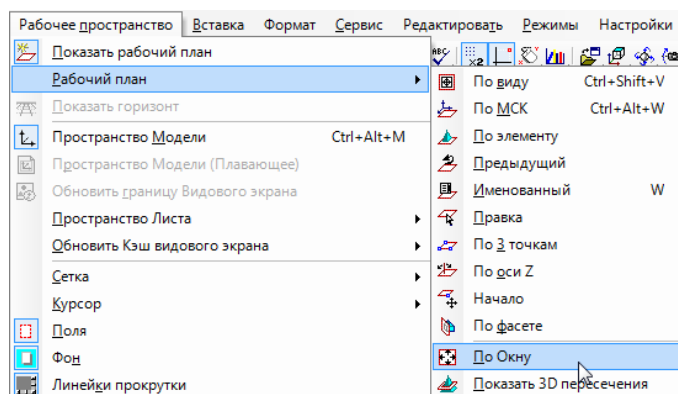 Рабочее пространство Вставка Формат Сервис Редактировать Режимы Настройки
Показать рабочий план
Рабочий план
Показать горизонт
Пространство Модели Ctrl+Alt+M
Пространство Модели (Плавающее)
Обновить границу Видового экрана
Пространство Листа
Обновить Кэш видового экрана
Сетка
Курсор
Поля
Фон
Линейки прокрутки
По виду Ctrl+Shift+V
По МСК Ctrl+Alt+W
По элементу
Предыдущий
Именованный W
Правка
По 3 точкам
По оси Z
Начало
По фасете
По Окну
Показать 3D пересечения